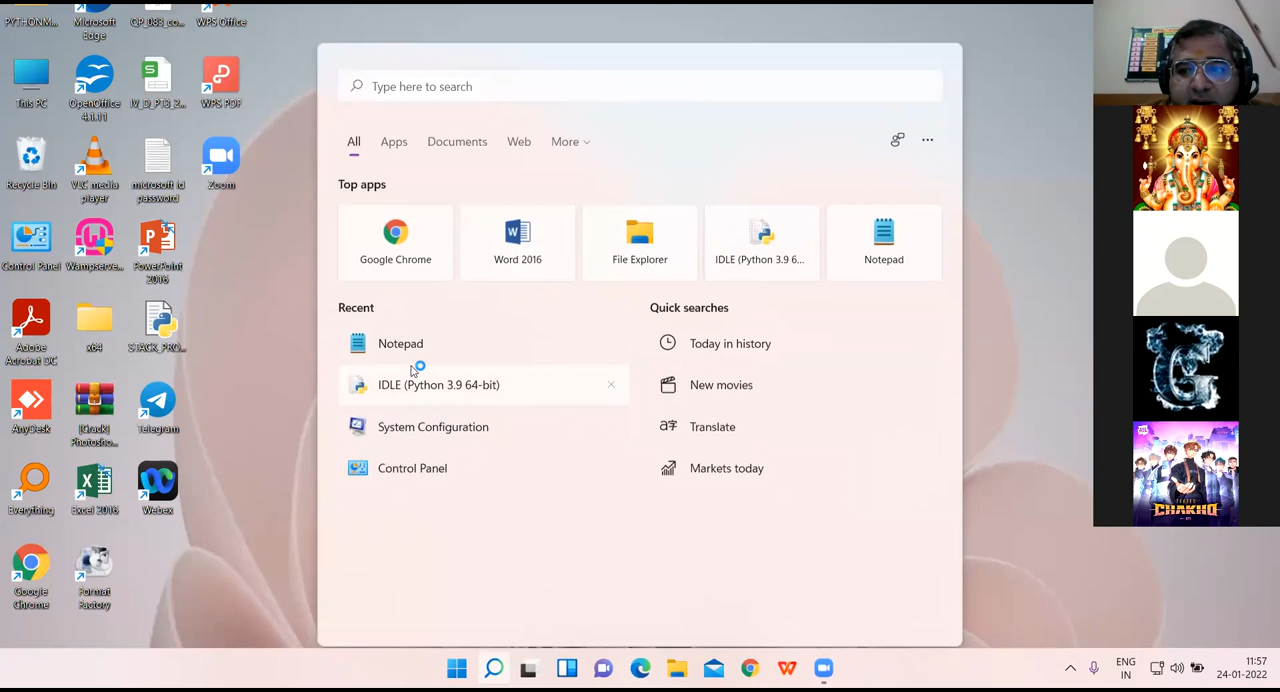 PYTHONM...
Microsoft Edge
QP_083_co...
WPS Office
This PC
OpenOffice 4.1.11
IV_D_P13_2...
WPS PDF
Recycle Bin
VLC media player
microsoft id password
Zoom
Control Panel
Wampserve...
PowerPoint 2016
Adobe Acrobat DC
x64
STACK_PRO...
AnyDesk
[Crack] Photosho...
Telegram
Everything
Excel 2016
Webex
Google Chrome
Format Factory
Type here to search
All Apps Documents Web More
Top apps
Google Chrome
Word 2016
File Explorer
IDLE (Python 3.9 6...
Notepad
Recent
Notepad
IDLE (Python 3.9 64-bit)
System Configuration
Control Panel
Quick searches
Today in history
New movies
Translate
Markets today
CHAKHO
ENG
IN
11:57
24-01-2022